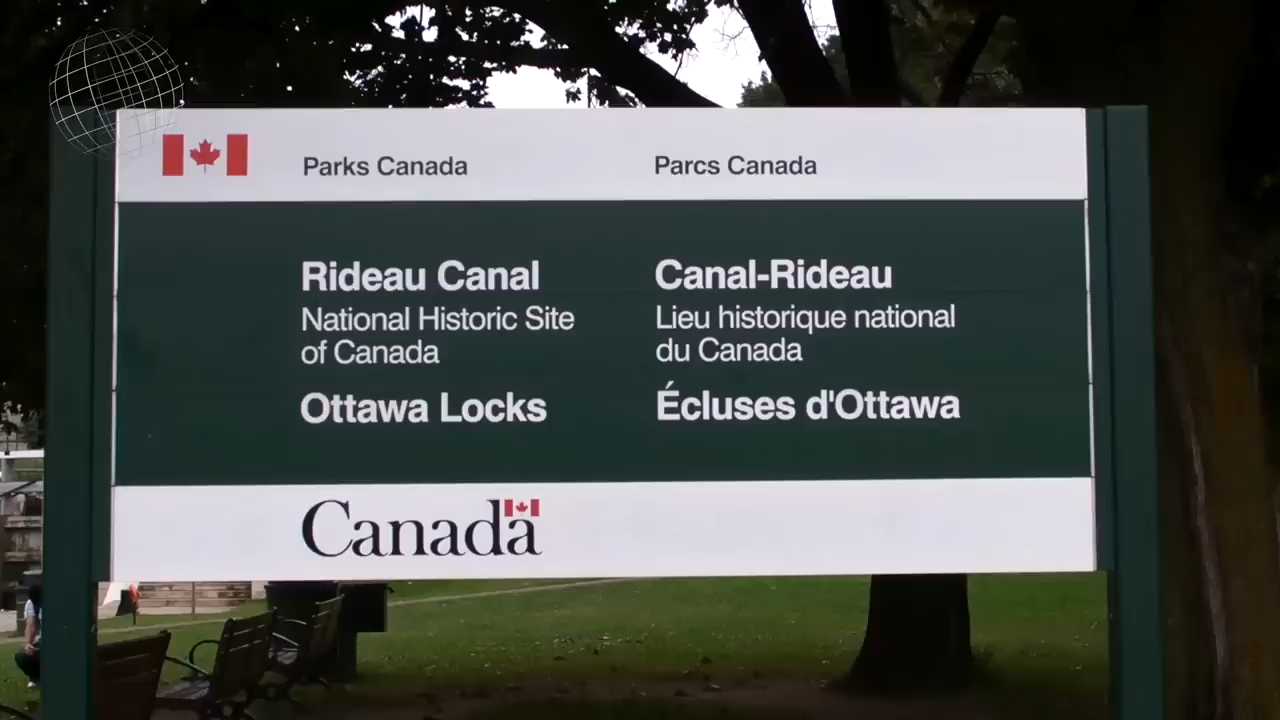 Parks Canada
Parcs Canada
Rideau Canal
National Historic Site
of Canada
Ottawa Locks
Canal-Rideau
Lieu historique national
du Canada
Écluses d'Ottawa
Canada